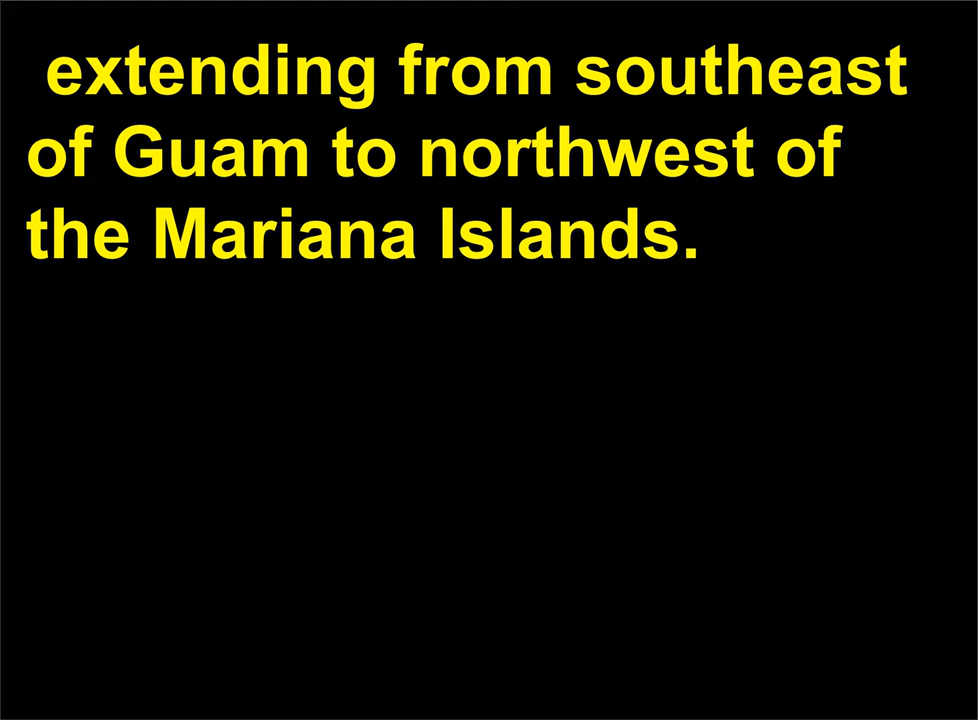 extending from southeast
of Guam to northwest of
the Mariana Islands.